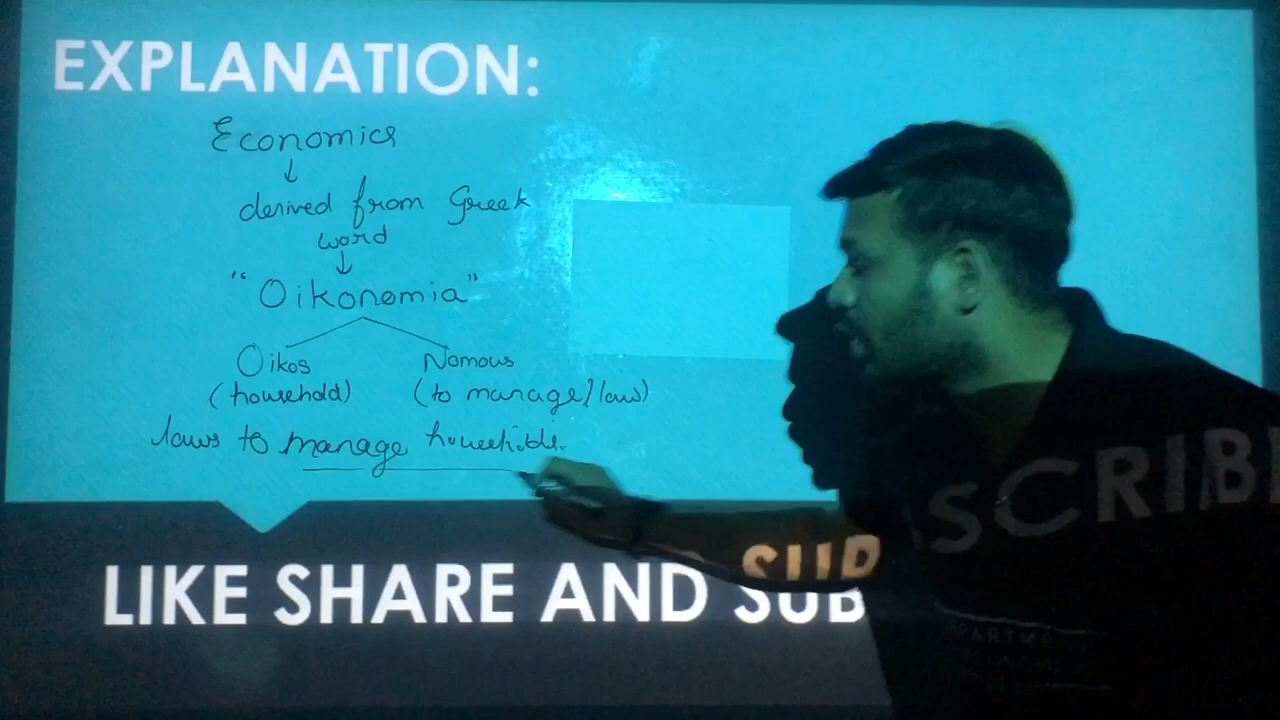 EXPLANATION:
Economics
↓
derived from Greek
word
↓
"Oikonomia"
Oikos Nomous
(household) (to manage/law)
laws to manage households.
LIKE SHARE AND SUB
SCRIB